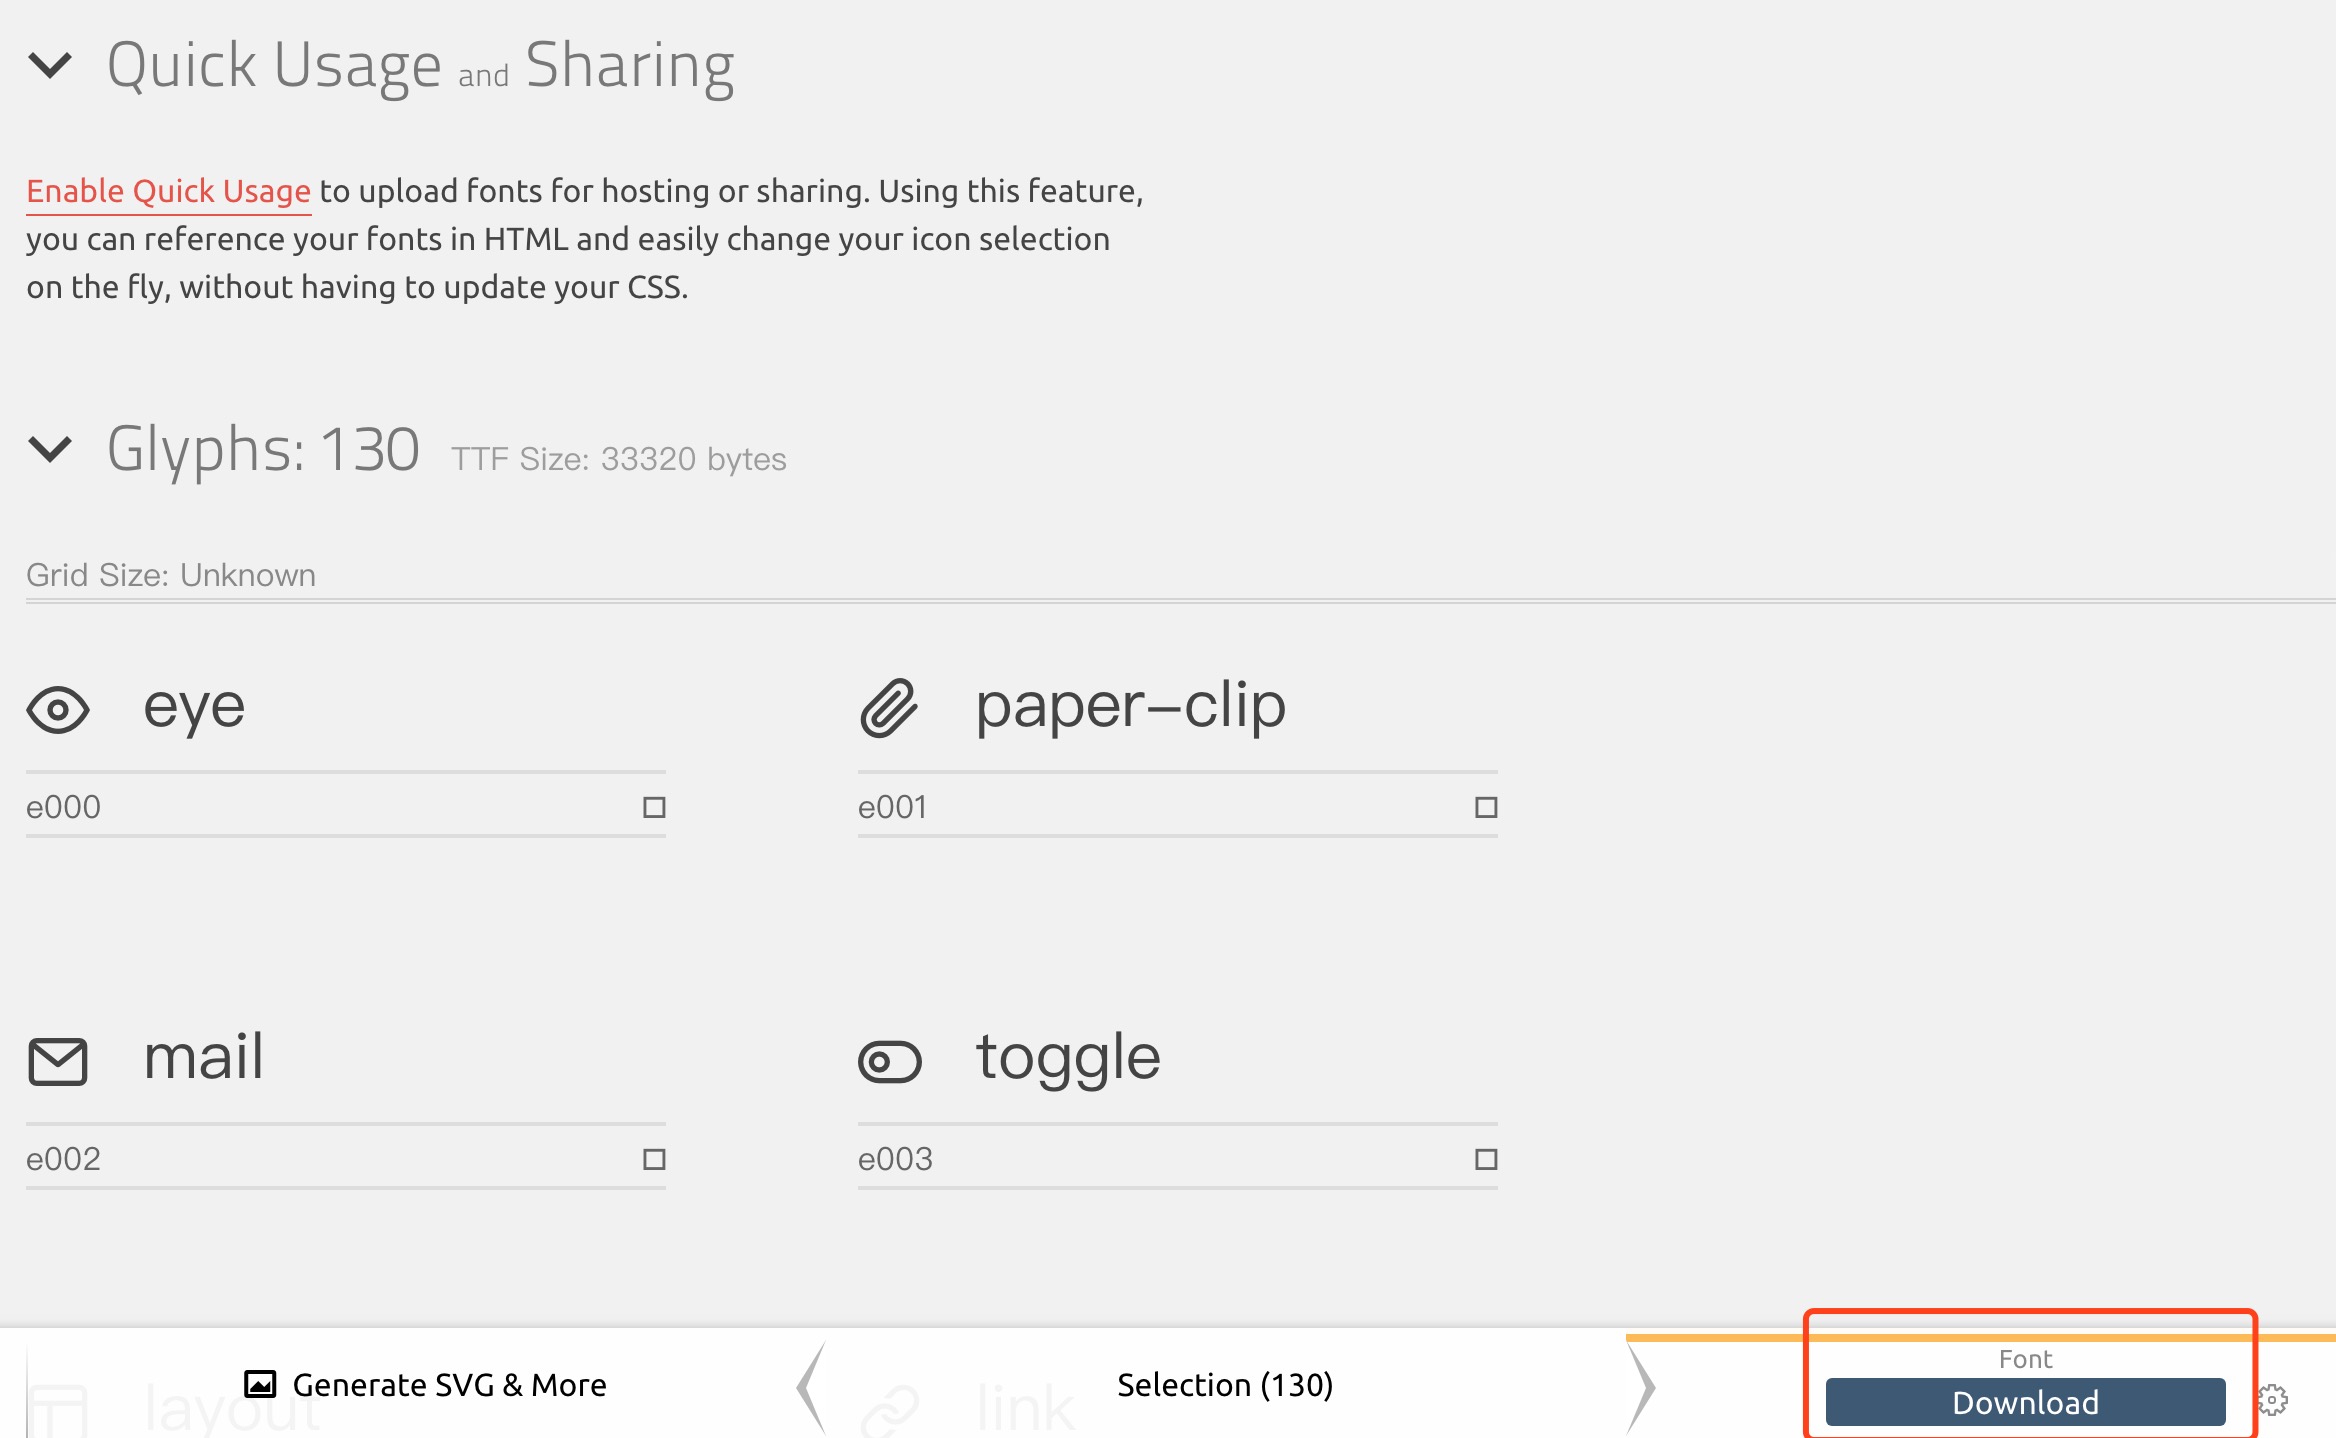 Quick Usage and Sharing
Enable Quick Usage to upload fonts for hosting or sharing. Using this feature,
you can reference your fonts in HTML and easily change your icon selection
on the fly, without having to update your CSS.
Glyphs: 130 TTF Size: 33320 bytes
Grid Size: Unknown
eye
paper-clip
e000
e001
mail
toggle
e002
e003
layout
link
Generate SVG & More
Selection (130)
Font
Download